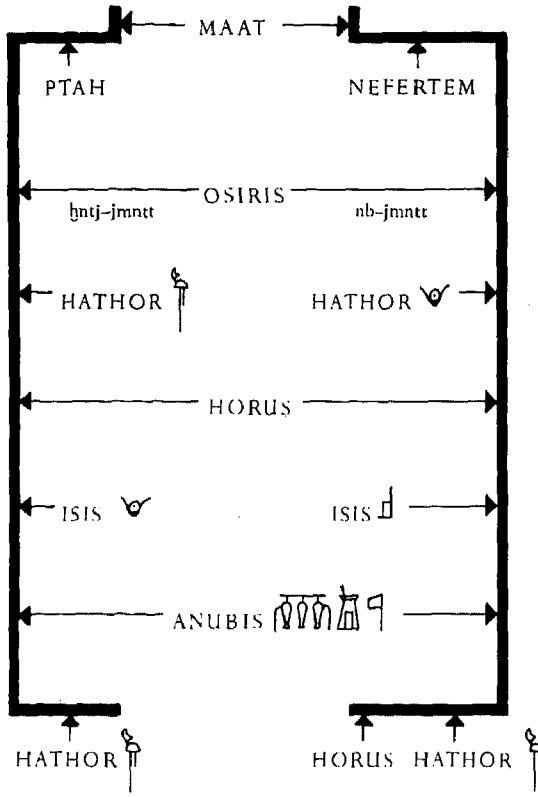 MAAT
PTAH NEFERTEM
OSIRIS
ḫntj-jmntt nb-jmntt
HATHOR HATHOR
HORUS
ISIS ISIS
ANUBIS
HATHOR HORUS HATHOR